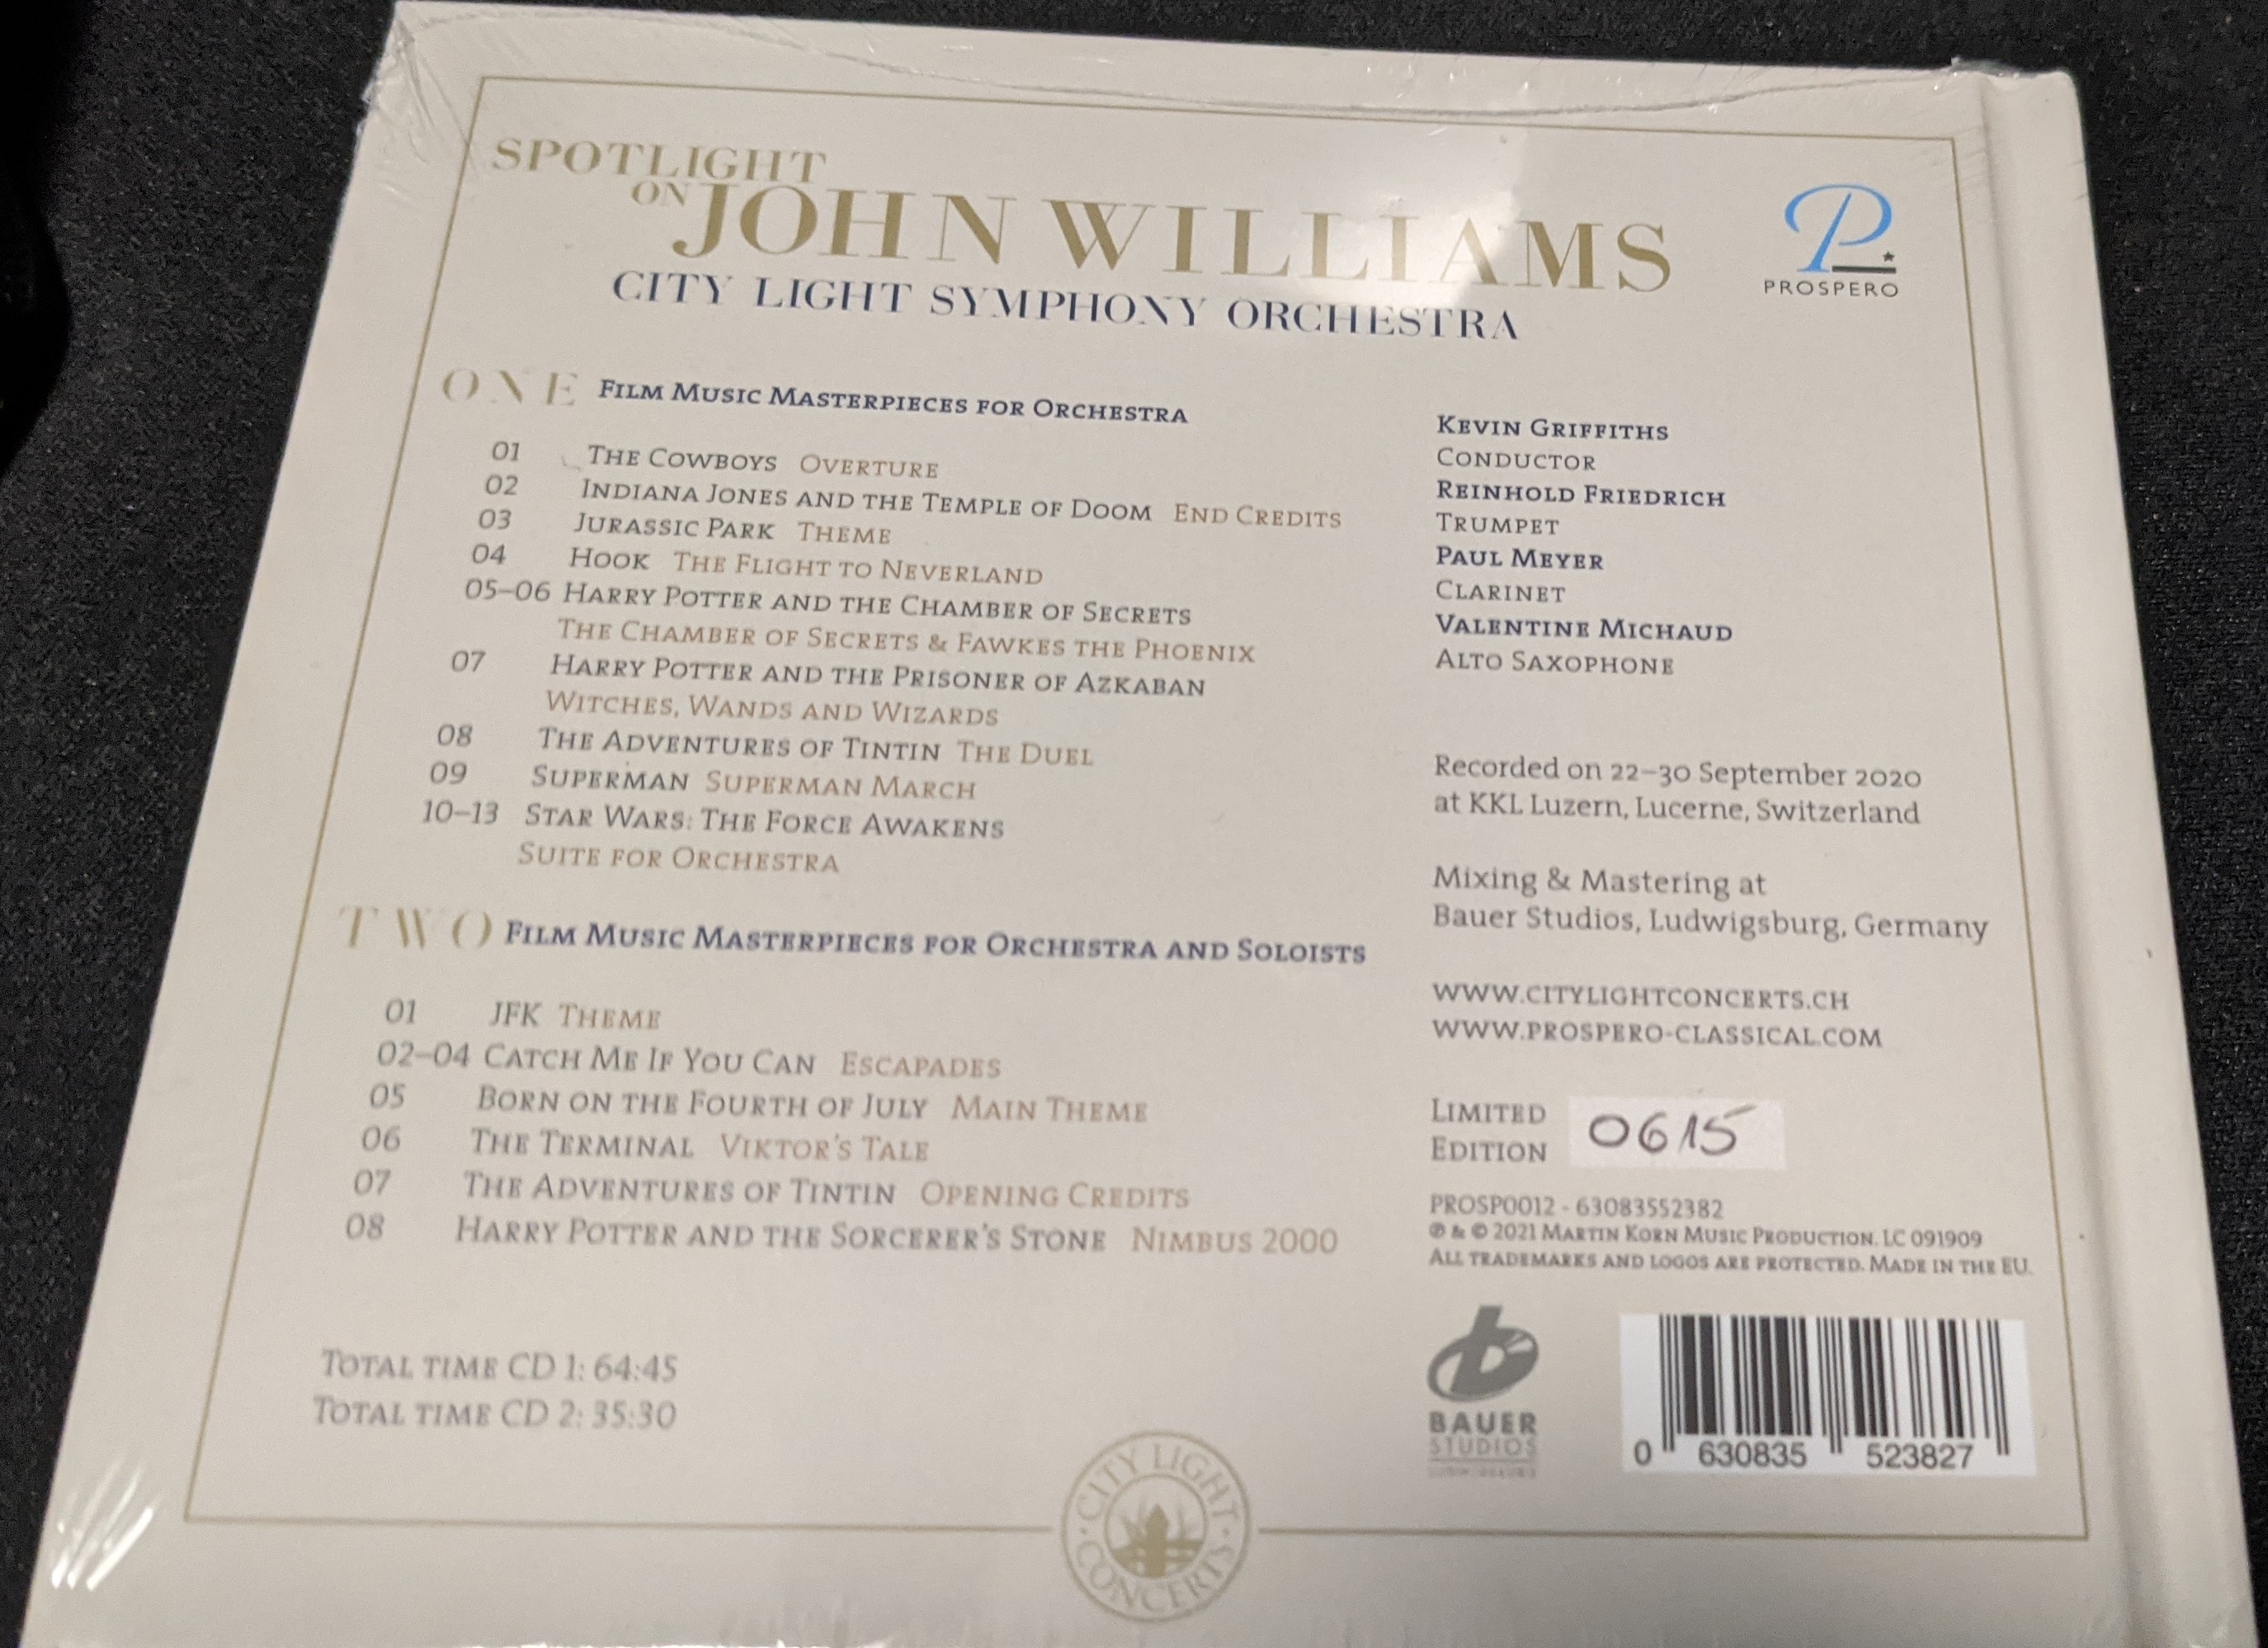 SPOTLIGHT
ON JOHN WILLIAMS
CITY LIGHT SYMPHONY ORCHESTRA
P
PROSPERO
ONE FILM MUSIC MASTERPIECES FOR ORCHESTRA
01 THE COWBOYS OVERTURE
02 INDIANA JONES AND THE TEMPLE OF DOOM END CREDITS
03 JURASSIC PARK THEME
04 HOOK THE FLIGHT TO NEVERLAND
05–06 HARRY POTTER AND THE CHAMBER OF SECRETS
THE CHAMBER OF SECRETS & FAWKES THE PHOENIX
07 HARRY POTTER AND THE PRISONER OF AZKABAN
WITCHES, WANDS AND WIZARDS
08 THE ADVENTURES OF TINTIN THE DUEL
09 SUPERMAN SUPERMAN MARCH
10–13 STAR WARS: THE FORCE AWAKENS
SUITE FOR ORCHESTRA
TWO FILM MUSIC MASTERPIECES FOR ORCHESTRA AND SOLOISTS
01 JFK THEME
02–04 CATCH ME IF YOU CAN ESCAPADES
05 BORN ON THE FOURTH OF JULY MAIN THEME
06 THE TERMINAL VIKTOR'S TALE
07 THE ADVENTURES OF TINTIN OPENING CREDITS
08 HARRY POTTER AND THE SORCERER'S STONE NIMBUS 2000
TOTAL TIME CD 1: 64:45
TOTAL TIME CD 2: 35:30
KEVIN GRIFFITHS
CONDUCTOR
REINHOLD FRIEDRICH
TRUMPET
PAUL MEYER
CLARINET
VALENTINE MICHAUD
ALTO SAXOPHONE
Recorded on 22–30 September 2020
at KKL Luzern, Lucerne, Switzerland
Mixing & Mastering at
Bauer Studios, Ludwigsburg, Germany
WWW.CITYLIGHTCONCERTS.CH
WWW.PROSPERO-CLASSICAL.COM
LIMITED
EDITION 0615
PROSP0012 - 63083552382
℗ & © 2021 MARTIN KORN MUSIC PRODUCTION. LC 091909
ALL TRADEMARKS AND LOGOS ARE PROTECTED. MADE IN THE EU.
BAUER
STUDIOS
0 630835 523827
CITY LIGHT
CONCERTS